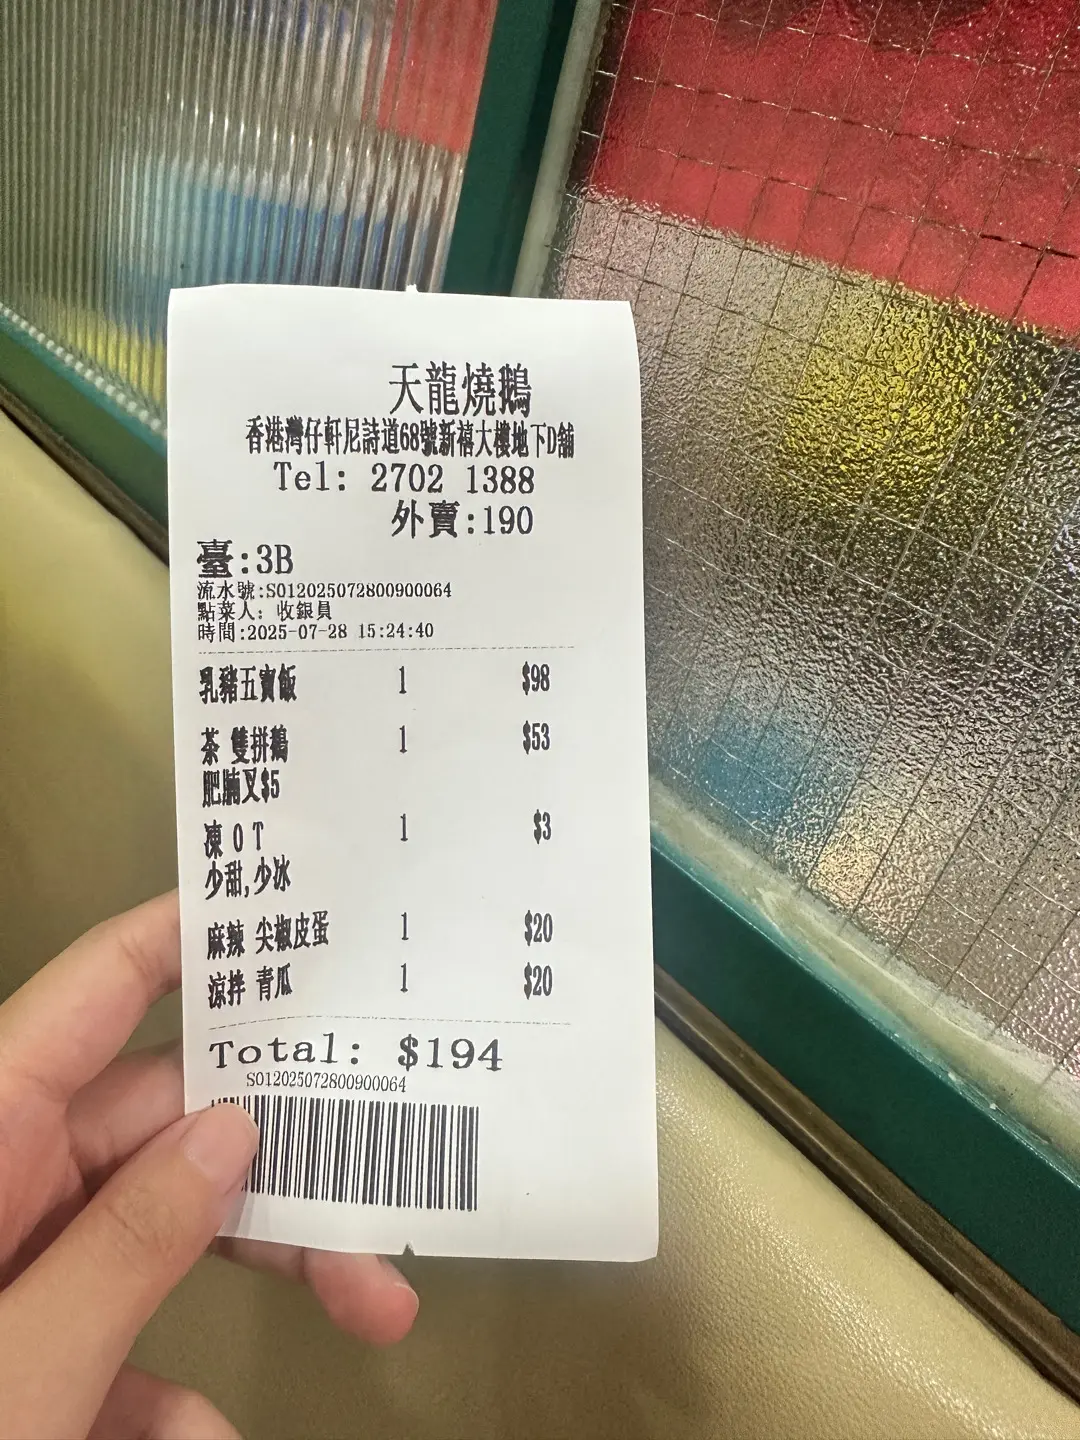 天龍燒鵝
香港灣仔軒尼詩道68號新禧大樓地下D舖
Tel: 2702 1388
外賣:190
臺:3B
流水號:S012025072800900064
點菜人: 收銀員
時間:2025-07-28 15:24:40
乳豬五寶飯 1 $98
茶 雙拼鵝 1 $53
肥腩叉$5
凍 O T 1 $3
少甜,少冰
麻辣 尖椒皮蛋 1 $20
涼拌 青瓜 1 $20
Total: $194
S012025072800900064